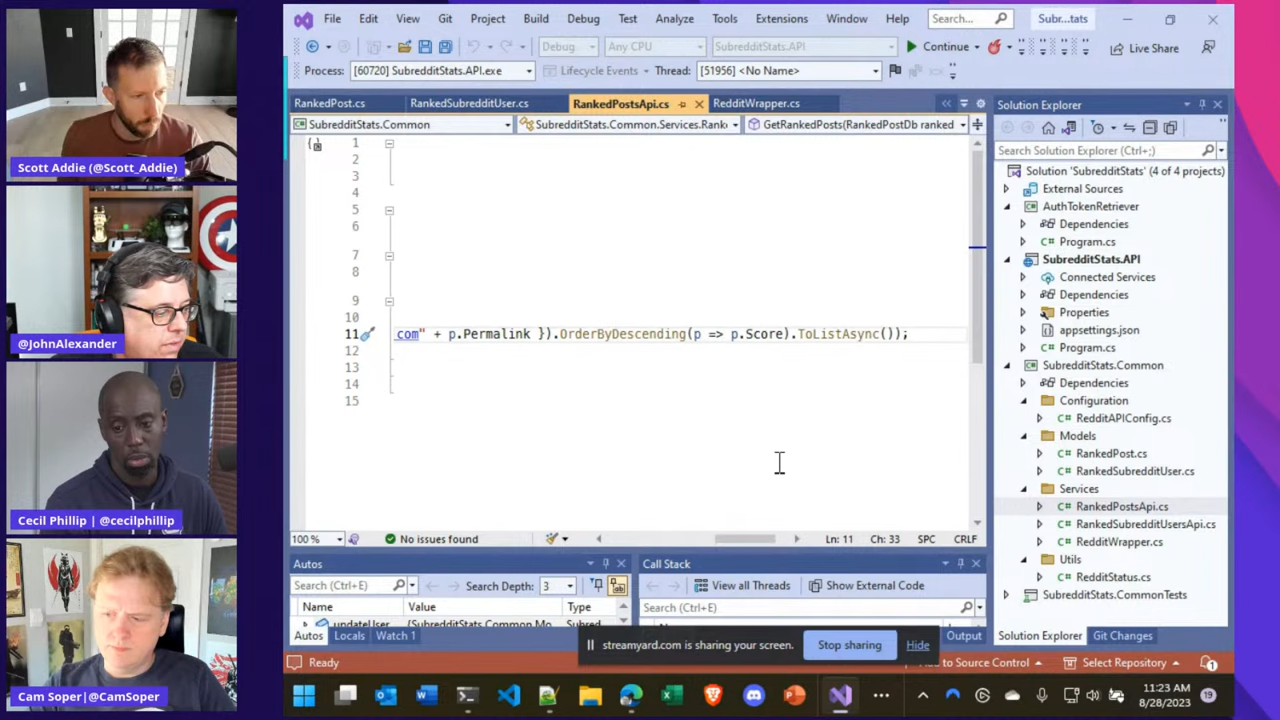 Scott Addie (@Scott_Addie)
@JohnAlexander
Cecil Phillip | @cecilphillip
Cam Soper|@CamSoper
File Edit View Git Project Build Debug Test Analyze Tools Extensions Window Help Search... Subr...tats
Debug Any CPU SubredditStats.API Continue Live Share
Process: [60720] SubredditStats.API.exe Lifecycle Events Thread: [51956] <No Name>
RankedPost.cs RankedSubredditUser.cs RankedPostsApi.cs RedditWrapper.cs
SubredditStats.Common SubredditStats.Common.Services.Ranke GetRankedPosts(RankedPostDb ranked
1
2
3
4
5
6
7
8
9
10
11 com" + p.Permalink }).OrderByDescending(p => p.Score).ToListAsync());
12
13
14
15
100 % No issues found Ln: 11 Ch: 33 SPC CRLF
Autos
Search (Ctrl+E) Search Depth: 3
Name Value Type
Autos Locals Watch 1
Call Stack
View all Threads Show External Code
Search (Ctrl+E)
Output
streamyard.com is sharing your screen. Stop sharing Hide
Solution Explorer
Search Solution Explorer (Ctrl+;)
Solution 'SubredditStats' (4 of 4 projects)
External Sources
AuthTokenRetriever
Dependencies
C# Program.cs
SubredditStats.API
Connected Services
Dependencies
Properties
appsettings.json
C# Program.cs
SubredditStats.Common
Dependencies
Configuration
C# RedditAPIConfig.cs
Models
C# RankedPost.cs
C# RankedSubredditUser.cs
Services
C# RankedPostsApi.cs
C# RankedSubredditUsersApi.cs
C# RedditWrapper.cs
Utils
C# RedditStatus.cs
SubredditStats.CommonTests
Solution Explorer Git Changes
Ready to Source Control Select Repository 1
11:23 AM
8/28/2023
19